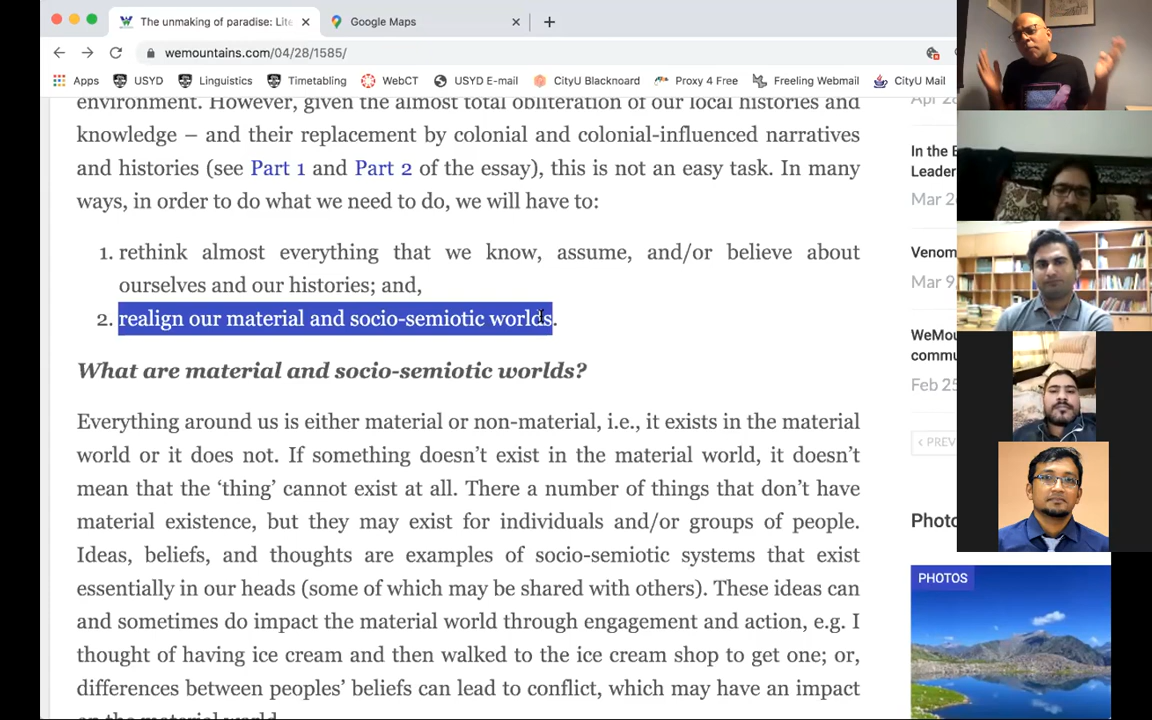 The unmaking of paradise: Lite
Google Maps
wemountains.com/04/28/1585/
Apps USYD Linguistics Timetabling WebCT USYD E-mail CityU Blacknoard Proxy 4 Free Freeling Webmail CityU Mail
environment. However, given the almost total obliteration of our local histories and
knowledge – and their replacement by colonial and colonial-influenced narratives
and histories (see Part 1 and Part 2 of the essay), this is not an easy task. In many
ways, in order to do what we need to do, we will have to:
1. rethink almost everything that we know, assume, and/or believe about
ourselves and our histories; and,
2. realign our material and socio-semiotic worlds.
What are material and socio-semiotic worlds?
Everything around us is either material or non-material, i.e., it exists in the material
world or it does not. If something doesn't exist in the material world, it doesn't
mean that the 'thing' cannot exist at all. There a number of things that don't have
material existence, but they may exist for individuals and/or groups of people.
Ideas, beliefs, and thoughts are examples of socio-semiotic systems that exist
essentially in our heads (some of which may be shared with others). These ideas can
and sometimes do impact the material world through engagement and action, e.g. I
thought of having ice cream and then walked to the ice cream shop to get one; or,
differences between peoples' beliefs can lead to conflict, which may have an impact
on the material world.
Apr 28
In the E
Leader
Mar 2
Venom
Mar 9,
WeMou
commu
Feb 25
PREV
Photo
PHOTOS